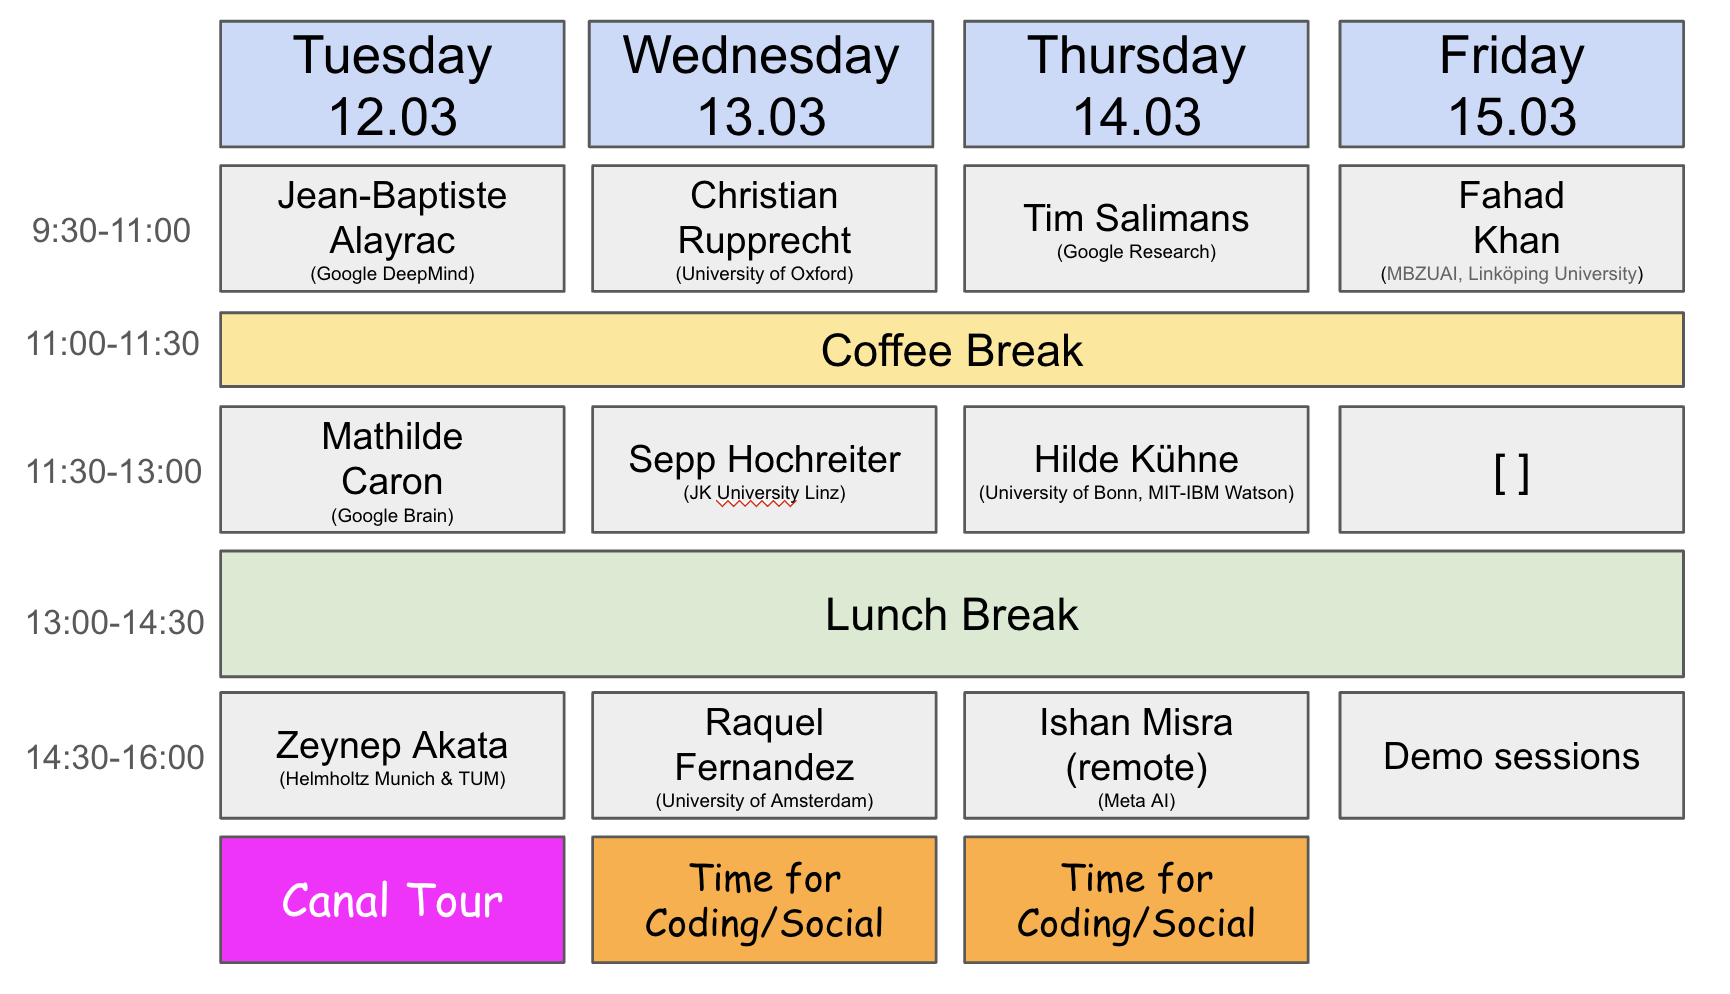 Tuesday
12.03
Wednesday
13.03
Thursday
14.03
Friday
15.03
9:30-11:00
Jean-Baptiste
Alayrac
(Google DeepMind)
Christian
Rupprecht
(University of Oxford)
Tim Salimans
(Google Research)
Fahad
Khan
(MBZUAI, Linköping University)
11:00-11:30
Coffee Break
11:30-13:00
Mathilde
Caron
(Google Brain)
Sepp Hochreiter
(JK University Linz)
Hilde Kühne
(University of Bonn, MIT-IBM Watson)
[ ]
13:00-14:30
Lunch Break
14:30-16:00
Zeynep Akata
(Helmholtz Munich & TUM)
Raquel
Fernandez
(University of Amsterdam)
Ishan Misra
(remote)
(Meta AI)
Demo sessions
Canal Tour
Time for
Coding/Social
Time for
Coding/Social